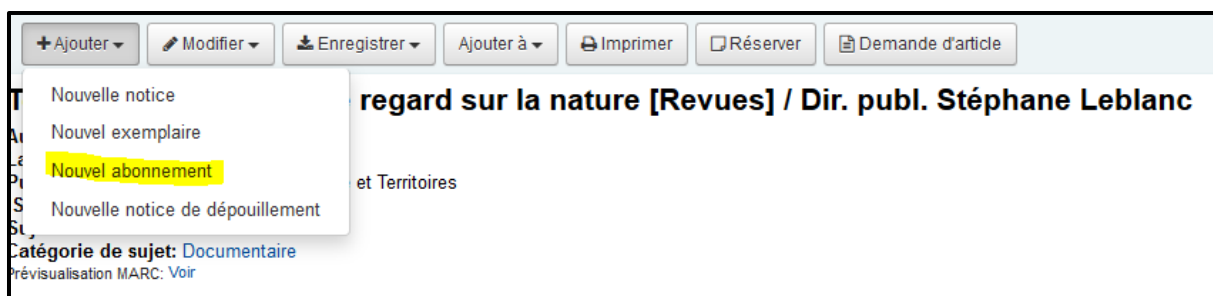 Ajouter Modifier Enregistrer Ajouter à Imprimer Réserver Demande d'article
Nouvelle notice
regard sur la nature [Revues] / Dir. publ. Stéphane Leblanc
Nouvel exemplaire
Nouvel abonnement
et Territoires
Nouvelle notice de dépouillement
Catégorie de sujet: Documentaire
Prévisualisation MARC: Voir